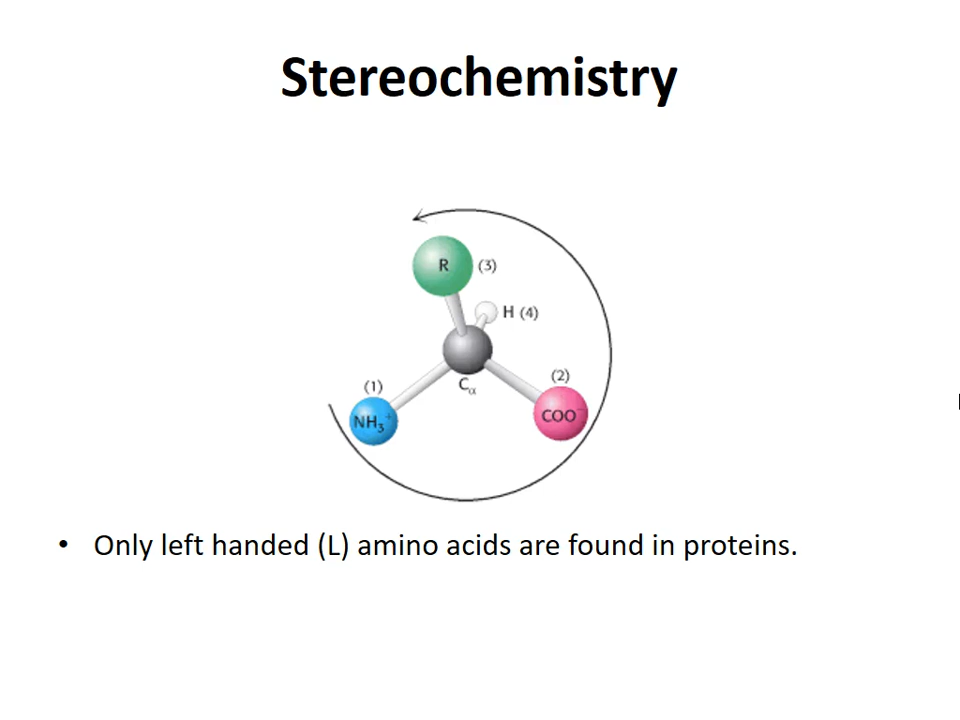 Stereochemistry
R (3)
H (4)
(1)
Cα
(2)
NH3+
COO−
• Only left handed (L) amino acids are found in proteins.